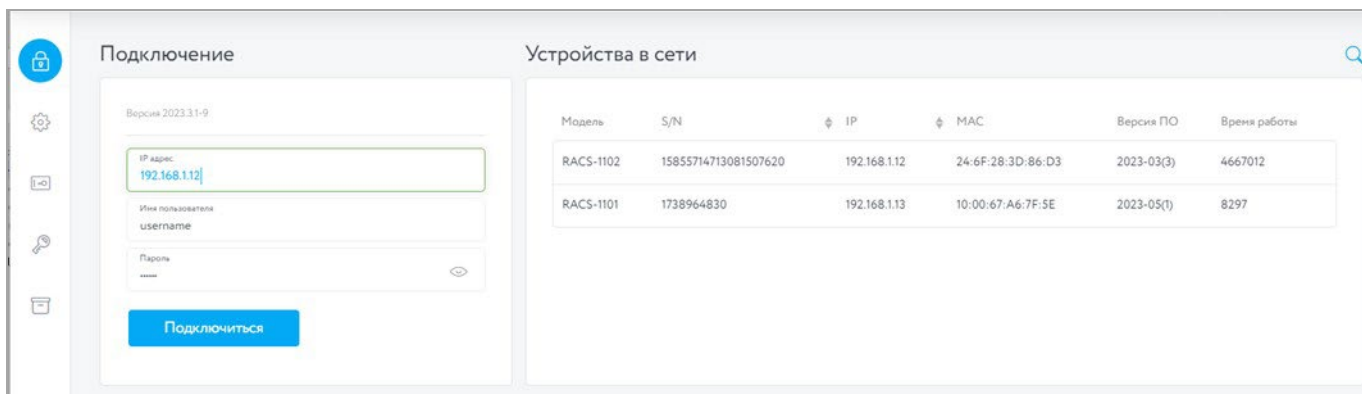 Подключение
Версия 2023.3.1-9
IP адрес
192.168.1.12
Имя пользователя
username
Пароль
••••••
Подключиться
Устройства в сети
Модель S/N IP MAC Версия ПО Время работы
RACS-1102 15855714713081507620 192.168.1.12 24:6F:28:3D:86:D3 2023-03(3) 4667012
RACS-1101 1738964830 192.168.1.13 10:00:67:A6:7F:5E 2023-05(1) 8297